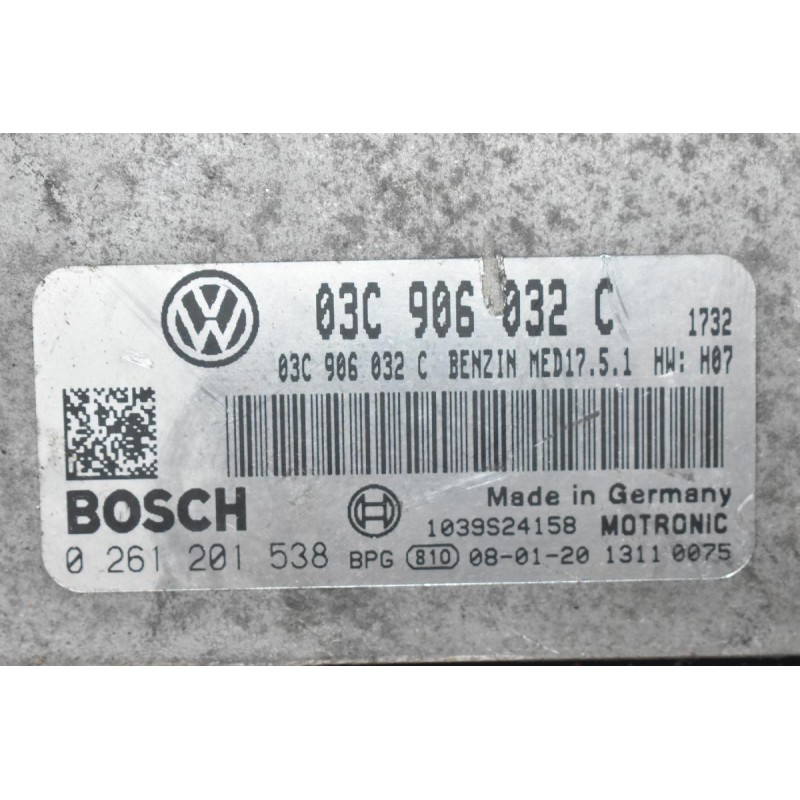 03C 906 032 C 1732
03C 906 032 C BENZIN MED17.5.1 HW: H07
BOSCH
Made in Germany
1039S24158 MOTRONIC
0 261 201 538 BPG 810 08-01-20 1311 0075